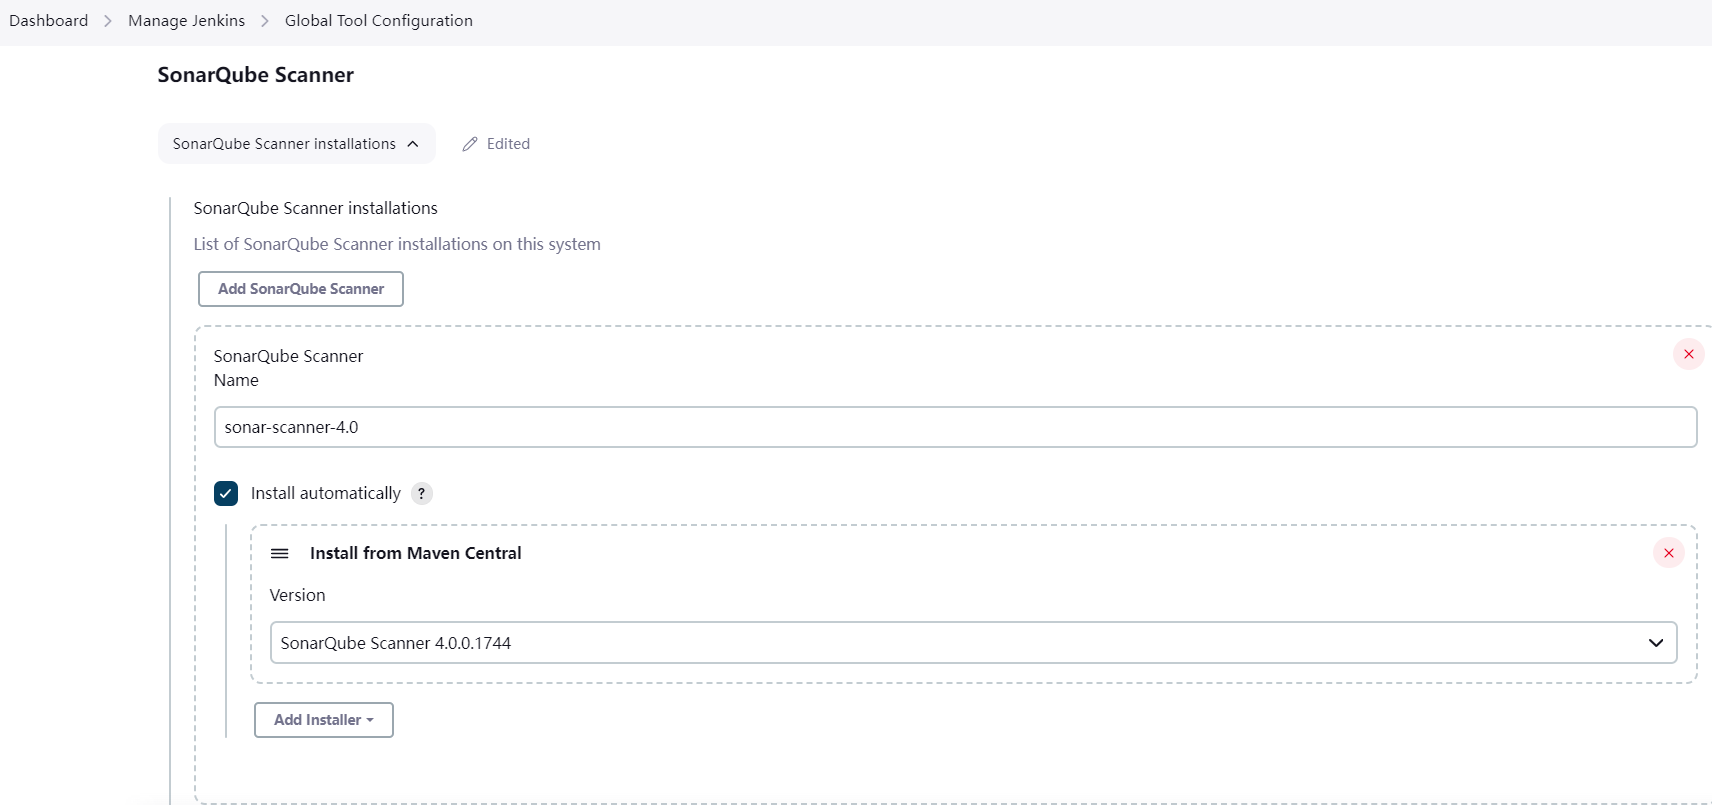 Dashboard > Manage Jenkins > Global Tool Configuration
SonarQube Scanner
SonarQube Scanner installations Edited
SonarQube Scanner installations
List of SonarQube Scanner installations on this system
Add SonarQube Scanner
SonarQube Scanner
Name
sonar-scanner-4.0
Install automatically ?
Install from Maven Central
Version
SonarQube Scanner 4.0.0.1744
Add Installer